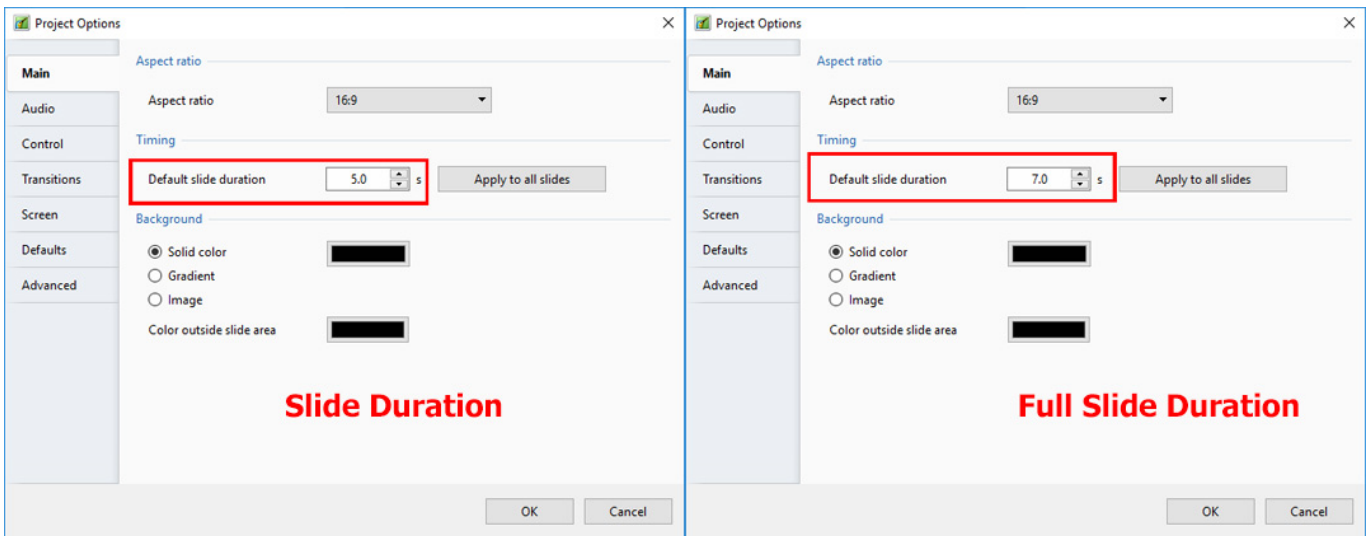 Project Options
Main
Audio
Control
Transitions
Screen
Defaults
Advanced
Aspect ratio
Aspect ratio 16:9
Timing
Default slide duration 5.0 s Apply to all slides
Background
Solid color
Gradient
Image
Color outside slide area
Slide Duration
OK Cancel
Project Options
Main
Audio
Control
Transitions
Screen
Defaults
Advanced
Aspect ratio
Aspect ratio 16:9
Timing
Default slide duration 7.0 s Apply to all slides
Background
Solid color
Gradient
Image
Color outside slide area
Full Slide Duration
OK Cancel